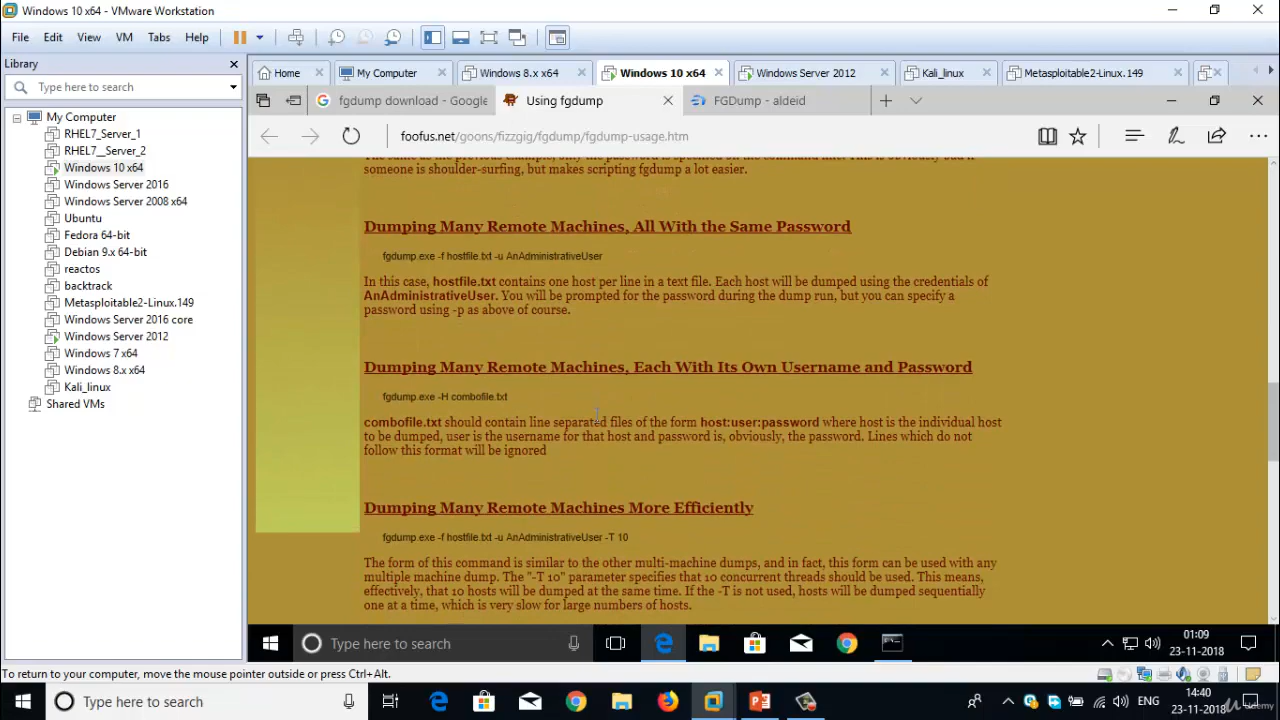 Windows 10 x64 - VMware Workstation
File Edit View VM Tabs Help
Library
Type here to search
My Computer
RHEL7_Server_1
RHEL7__Server_2
Windows 10 x64
Windows Server 2016
Windows Server 2008 x64
Ubuntu
Fedora 64-bit
Debian 9.x 64-bit
reactos
backtrack
Metasploitable2-Linux.149
Windows Server 2016 core
Windows Server 2012
Windows 7 x64
Windows 8.x x64
Kali_linux
Shared VMs
Home My Computer Windows 8.x x64 Windows 10 x64 Windows Server 2012 Kali_linux Metasploitable2-Linux.149
fgdump download - Google Using fgdump FGDump - aldeid
foofus.net/goons/fizzgig/fgdump/fgdump-usage.htm
someone is shoulder-surfing, but makes scripting fgdump a lot easier.
Dumping Many Remote Machines, All With the Same Password
fgdump.exe -f hostfile.txt -u AnAdministrativeUser
In this case, hostfile.txt contains one host per line in a text file. Each host will be dumped using the credentials of
AnAdministrativeUser. You will be prompted for the password during the dump run, but you can specify a
password using -p as above of course.
Dumping Many Remote Machines, Each With Its Own Username and Password
fgdump.exe -H combofile.txt
combofile.txt should contain line separated files of the form host:user:password where host is the individual host
to be dumped, user is the username for that host and password is, obviously, the password. Lines which do not
follow this format will be ignored
Dumping Many Remote Machines More Efficiently
fgdump.exe -f hostfile.txt -u AnAdministrativeUser -T 10
The form of this command is similar to the other multi-machine dumps, and in fact, this form can be used with any
multiple machine dump. The "-T 10" parameter specifies that 10 concurrent threads should be used. This means,
effectively, that 10 hosts will be dumped at the same time. If the -T is not used, hosts will be dumped sequentially
one at a time, which is very slow for large numbers of hosts.
Type here to search
01:09
23-11-2018
To return to your computer, move the mouse pointer outside or press Ctrl+Alt.
Type here to search
ENG
14:40
23-11-2018
Udemy